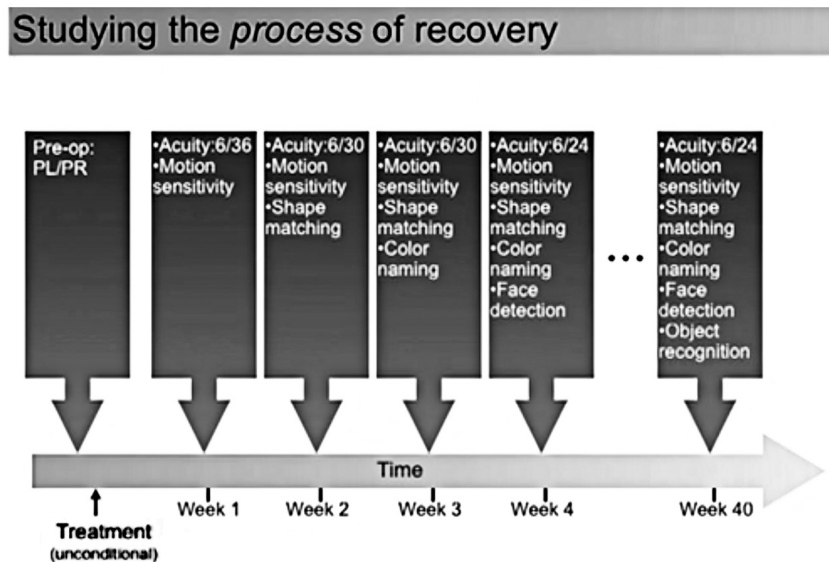 Studying the process of recovery
Pre-op:
PL/PR
•Acuity:6/36
•Motion
sensitivity
•Acuity:6/30
•Motion
sensitivity
•Shape
matching
•Acuity:6/30
•Motion
sensitivity
•Shape
matching
•Color
naming
•Acuity:6/24
•Motion
sensitivity
•Shape
matching
•Color
naming
•Face
detection
...
•Acuity:6/24
•Motion
sensitivity
•Shape
matching
•Color
naming
•Face
detection
•Object
recognition
Time
Treatment
(unconditional)
Week 1
Week 2
Week 3
Week 4
Week 40